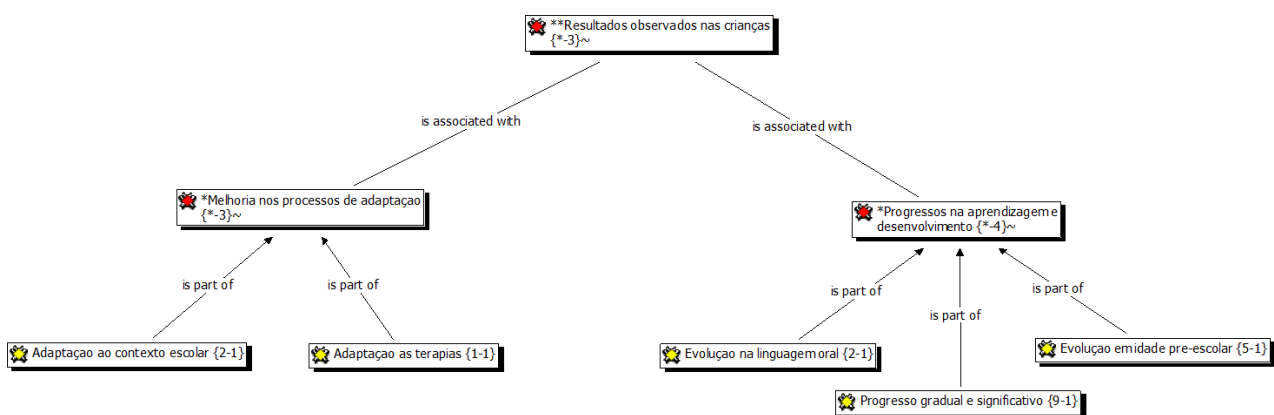 **Resultados observados nas crianças
{*-3}~
is associated with
is associated with
*Melhoria nos processos de adaptaçao
{*-3}~
*Progressos na aprendizagem e
desenvolvimento {*-4}~
is part of
is part of
is part of
is part of
is part of
Adaptaçao ao contexto escolar {2-1}
Adaptaçao as terapias {1-1}
Evoluçao na linguagem oral {2-1}
Evoluçao em idade pre-escolar {5-1}
Progresso gradual e significativo {9-1}